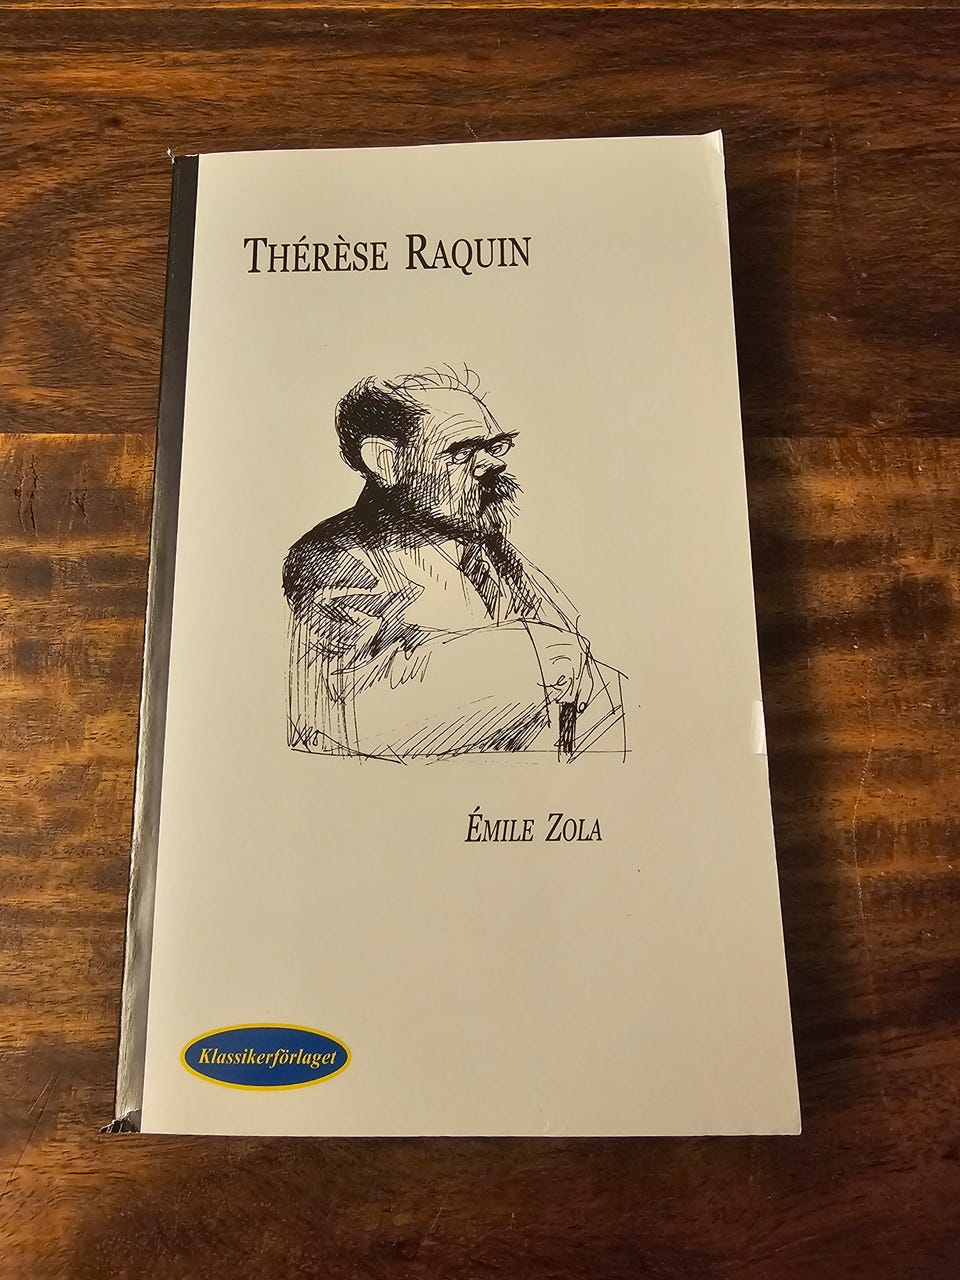 THÉRÈSE RAQUIN
ÉMILE ZOLA
Klassikerförlaget